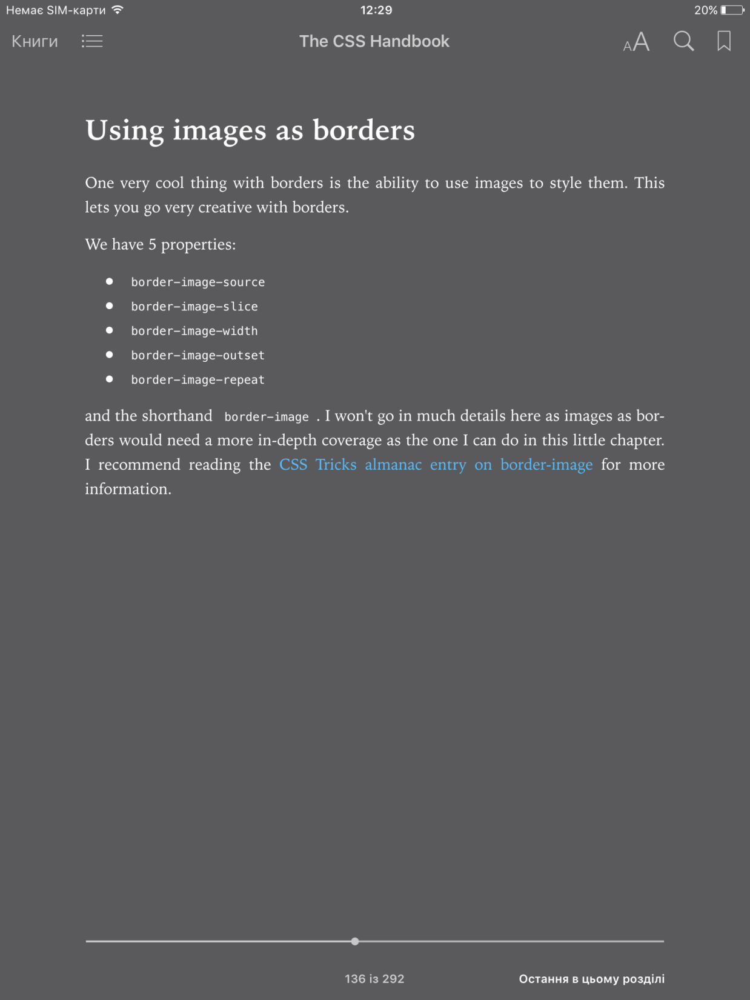 Немає SIM-карти 12:29 20%
Книги The CSS Handbook AA
Using images as borders
One very cool thing with borders is the ability to use images to style them. This
lets you go very creative with borders.
We have 5 properties:
• border-image-source
• border-image-slice
• border-image-width
• border-image-outset
• border-image-repeat
and the shorthand border-image . I won't go in much details here as images as bor-
ders would need a more in-depth coverage as the one I can do in this little chapter.
I recommend reading the CSS Tricks almanac entry on border-image for more
information.
136 із 292 Остання в цьому розділі